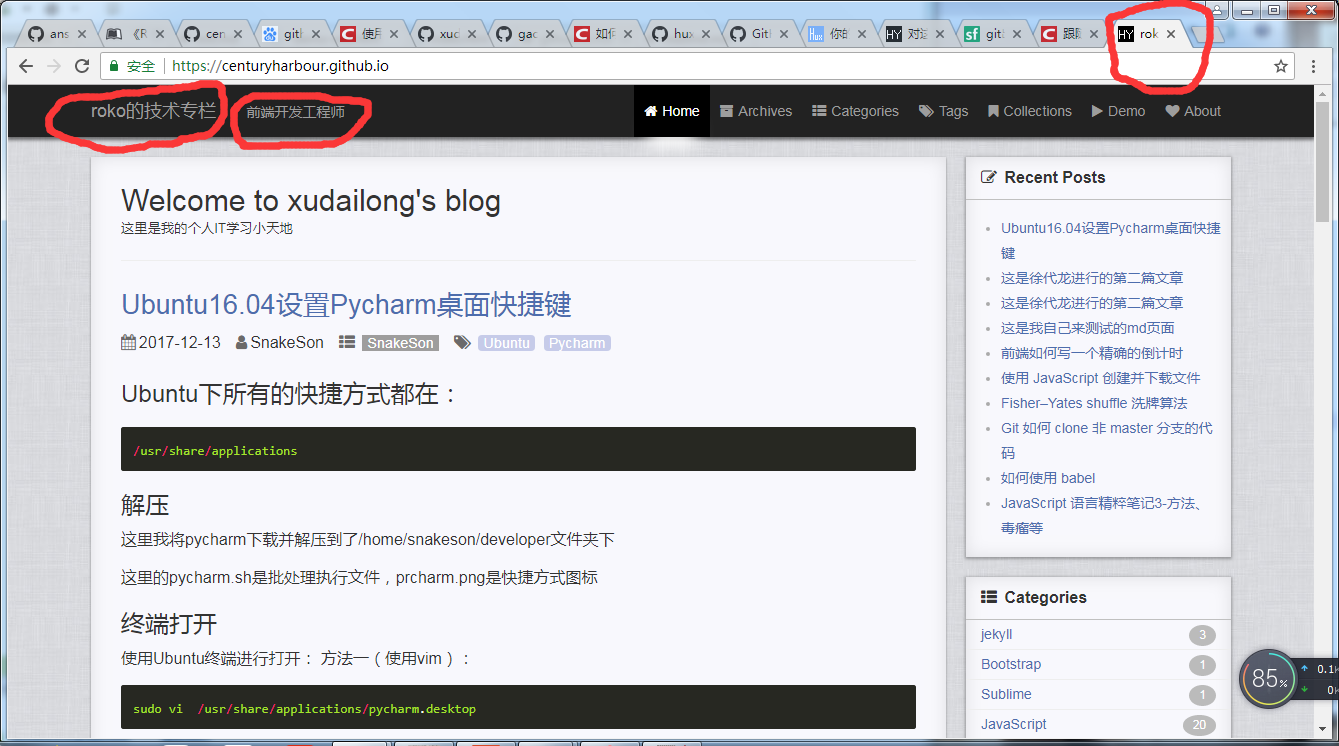 ans
《R
cen
gith
使用
xud
gac
如何
hux
Gitl
你的
HY 对这
sf gitl
跟随
HY rok
安全 https://centuryharbour.github.io
roko的技术专栏 前端开发工程师 Home Archives Categories Tags Collections Demo About
Welcome to xudailong's blog
这里是我的个人IT学习小天地
Ubuntu16.04设置Pycharm桌面快捷键
2017-12-13 SnakeSon SnakeSon Ubuntu Pycharm
Ubuntu下所有的快捷方式都在：
/usr/share/applications
解压
这里我将pycharm下载并解压到了/home/snakeson/developer文件夹下
这里的pycharm.sh是批处理执行文件，prcharm.png是快捷方式图标
终端打开
使用Ubuntu终端进行打开： 方法一（使用vim）：
sudo vi  /usr/share/applications/pycharm.desktop
Recent Posts
Ubuntu16.04设置Pycharm桌面快捷
键
这是徐代龙进行的第二篇文章
这是徐代龙进行的第二篇文章
这是我自己来测试的md页面
前端如何写一个精确的倒计时
使用 JavaScript 创建并下载文件
Fisher–Yates shuffle 洗牌算法
Git 如何 clone 非 master 分支的代
码
如何使用 babel
JavaScript 语言精粹笔记3-方法、
毒瘤等
Categories
jekyll 3
Bootstrap 1
Sublime 1
JavaScript 20
85%
0.1K
0K